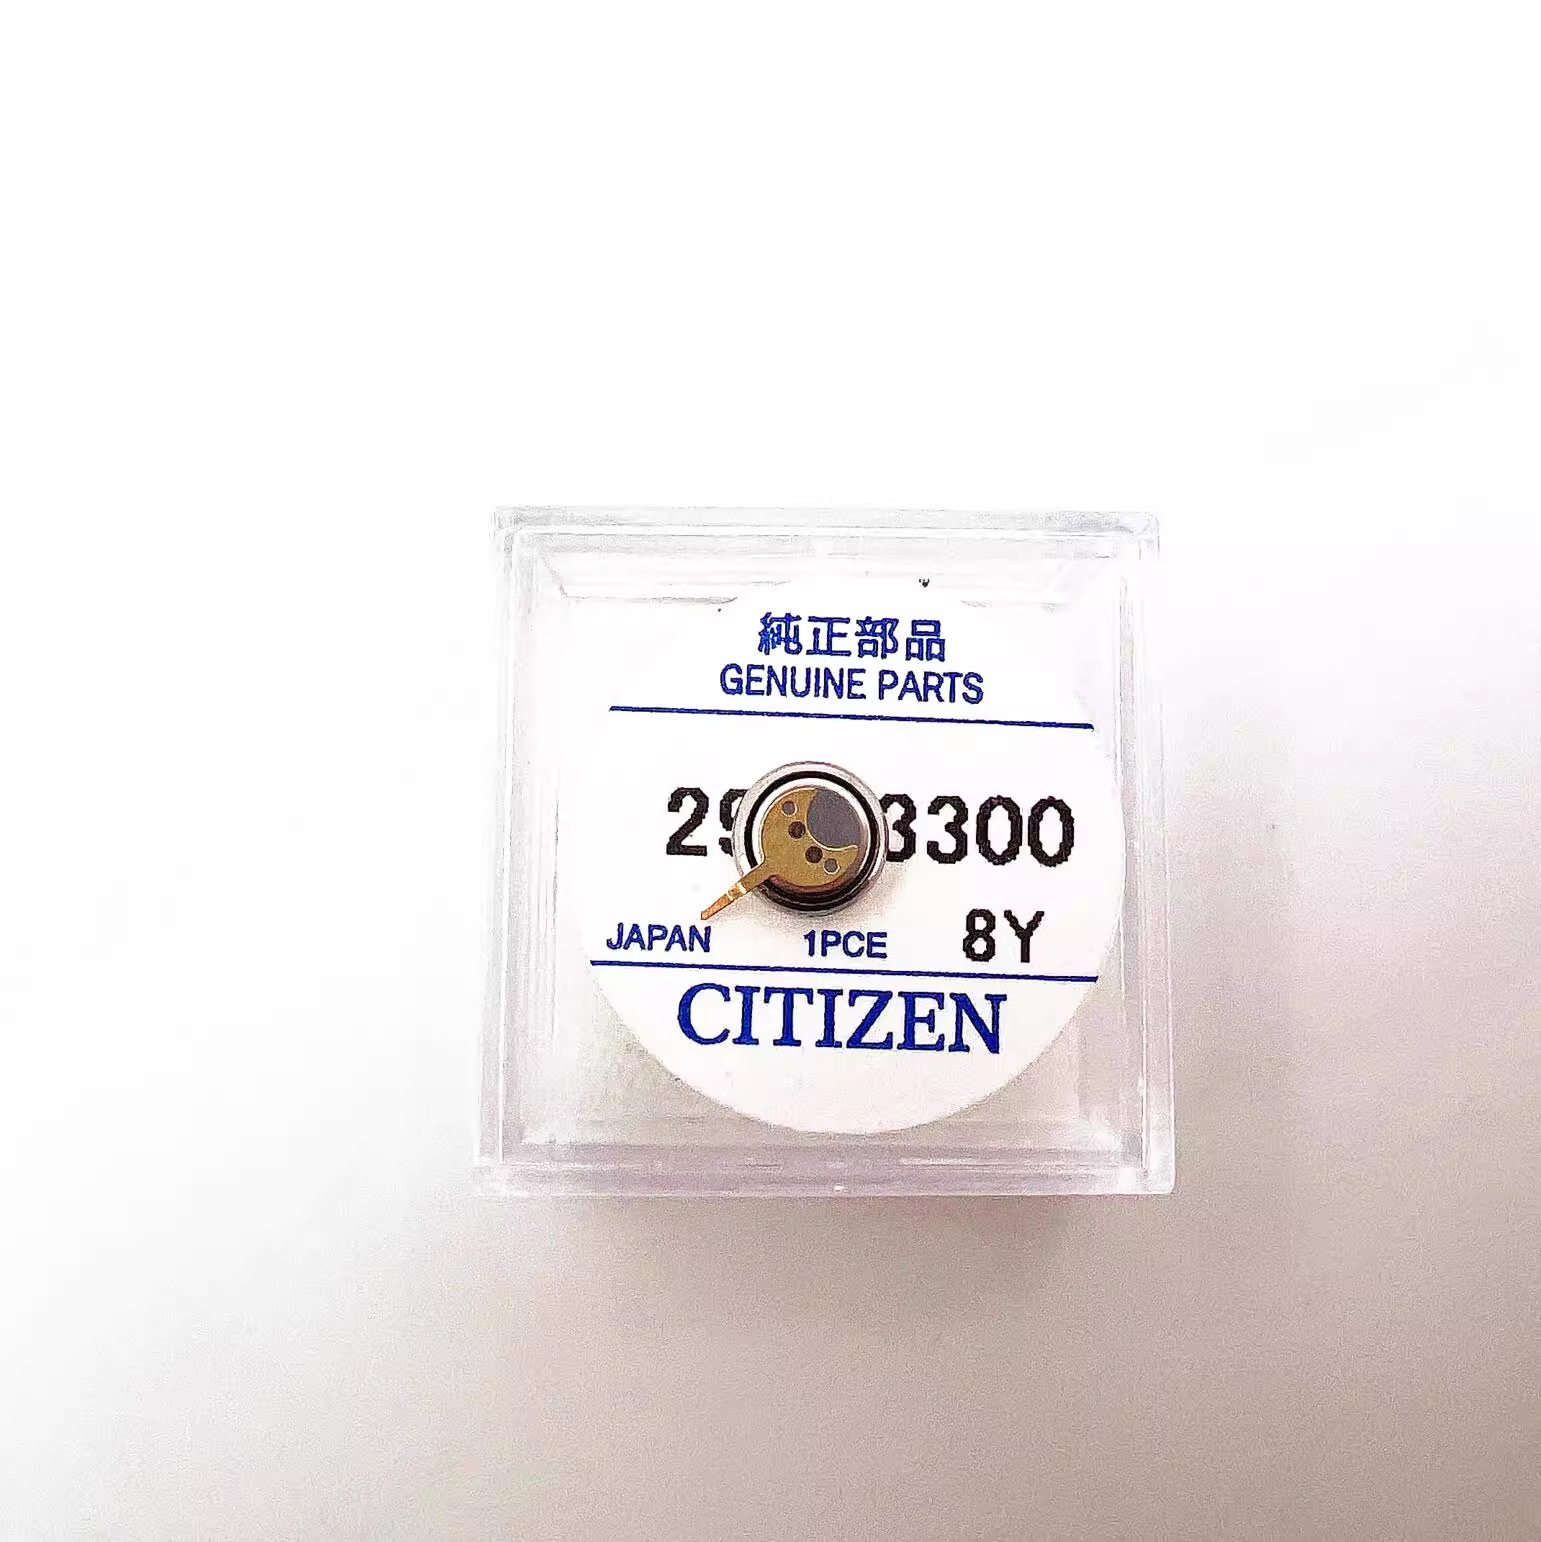 純正部品
GENUINE PARTS
29 3300
JAPAN 1PCE 8Y
CITIZEN